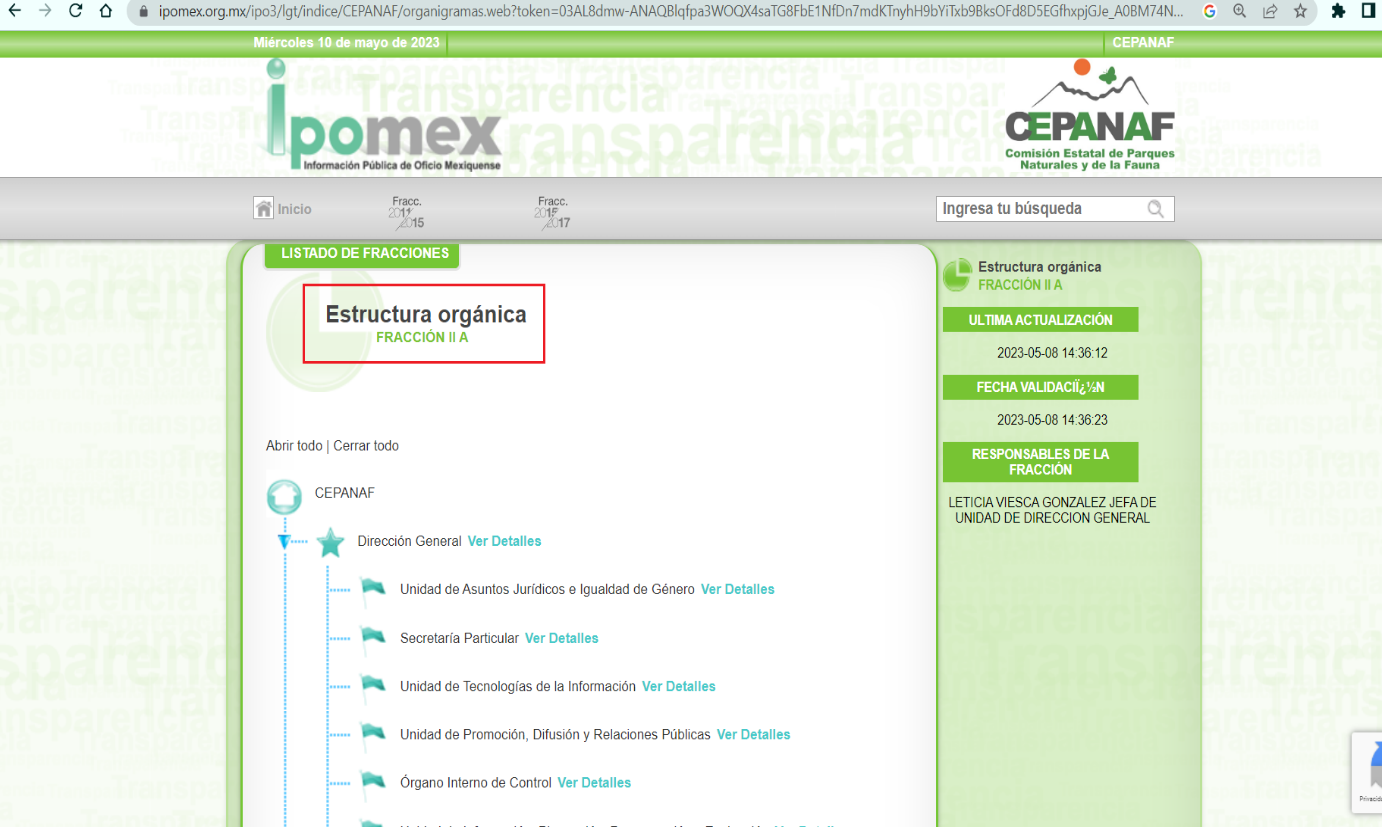 ipomex.org.mx/ipo3/lgt/indice/CEPANAF/organigramas.web?token=03AL8dmw-ANAQBlqfpa3WOQX4saTG8FbE1NfDn7mdKTnyhH9bYiTxb9BksOFd8D5EGfhxpjGJe_A0BM74N...
Miércoles 10 de mayo de 2023
CEPANAF
ipomex
Información Pública de Oficio Mexiquense
CEPANAF
Comisión Estatal de Parques
Naturales y de la Fauna
Inicio
Fracc.
2015
Fracc.
2017
Ingresa tu búsqueda
LISTADO DE FRACCIONES
Estructura orgánica
FRACCIÓN II A
Abrir todo | Cerrar todo
CEPANAF
Dirección General Ver Detalles
Unidad de Asuntos Jurídicos e Igualdad de Género Ver Detalles
Secretaría Particular Ver Detalles
Unidad de Tecnologías de la Información Ver Detalles
Unidad de Promoción, Difusión y Relaciones Públicas Ver Detalles
Órgano Interno de Control Ver Detalles
Estructura orgánica
FRACCIÓN II A
ULTIMA ACTUALIZACIÓN
2023-05-08 14:36:12
FECHA VALIDACIÏ¿½N
2023-05-08 14:36:23
RESPONSABLES DE LA
FRACCIÓN
LETICIA VIESCA GONZALEZ JEFA DE
UNIDAD DE DIRECCION GENERAL